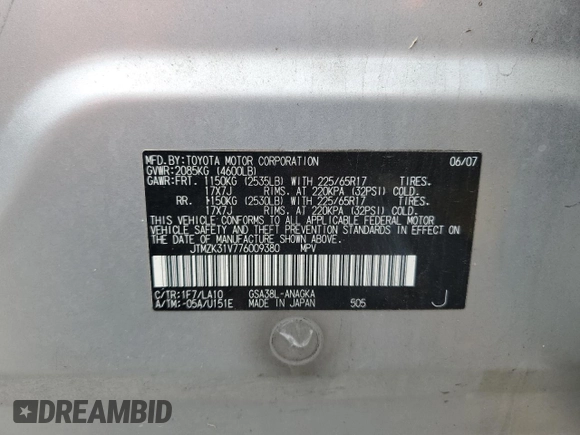 MFD.BY:TOYOTA MOTOR CORPORATION 06/07
GVWR:2085KG (4600LB)
GAWR:FRT. 1150KG (2535LB) WITH 225/65R17 TIRES.
17X7J RIMS. AT 220KPA (32PSI) COLD.
RR. 1150KG (2530LB) WITH 225/65R17 TIRES.
17X7J RIMS. AT 220KPA (32PSI) COLD.
THIS VEHICLE CONFORMS TO ALL APPLICABLE FEDERAL MOTOR
VEHICLE SAFETY, BUMPER, AND THEFT PREVENTION
STANDARDS IN EFFECT ON THE DATE OF MANUFACTURE SHOWN ABOVE.
JTMZK31V776009380 MPV
C/TR:1F7/LA10 GSA38L-ANAGKA
A/TM:-05A/U151E MADE IN JAPAN 505 J
DREAMBID